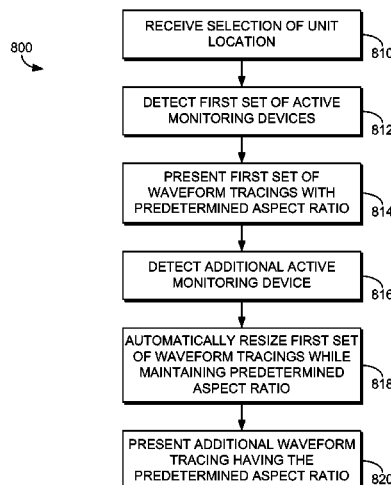 800
RECEIVE SELECTION OF UNIT
LOCATION
810
DETECT FIRST SET OF ACTIVE
MONITORING DEVICES
812
PRESENT FIRST SET OF
WAVEFORM TRACINGS WITH
PREDETERMINED ASPECT RATIO
814
DETECT ADDITIONAL ACTIVE
MONITORING DEVICE
816
AUTOMATICALLY RESIZE FIRST SET
OF WAVEFORM TRACINGS WHILE
MAINTAINING PREDETERMINED
ASPECT RATIO
818
PRESENT ADDITIONAL WAVEFORM
TRACING HAVING THE
PREDETERMINED ASPECT RATIO
820